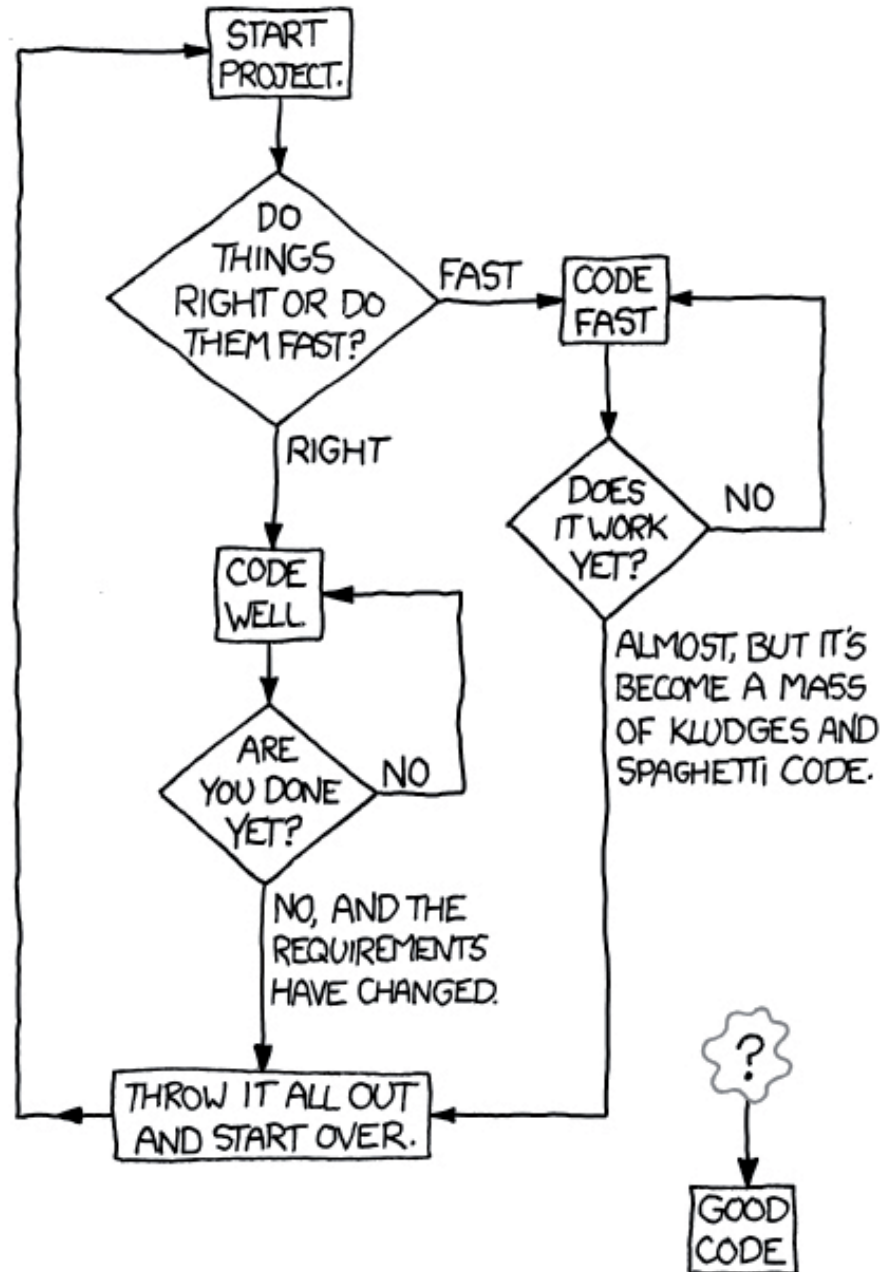 START
PROJECT.
DO
THINGS
RIGHT OR DO
THEM FAST?
FAST
CODE
FAST
RIGHT
DOES
IT WORK
YET?
NO
CODE
WELL.
ALMOST, BUT IT'S
BECOME A MASS
OF KLUDGES AND
SPAGHETTI CODE.
ARE
YOU DONE
YET?
NO
NO, AND THE
REQUIREMENTS
HAVE CHANGED.
THROW IT ALL OUT
AND START OVER.
?
GOOD
CODE